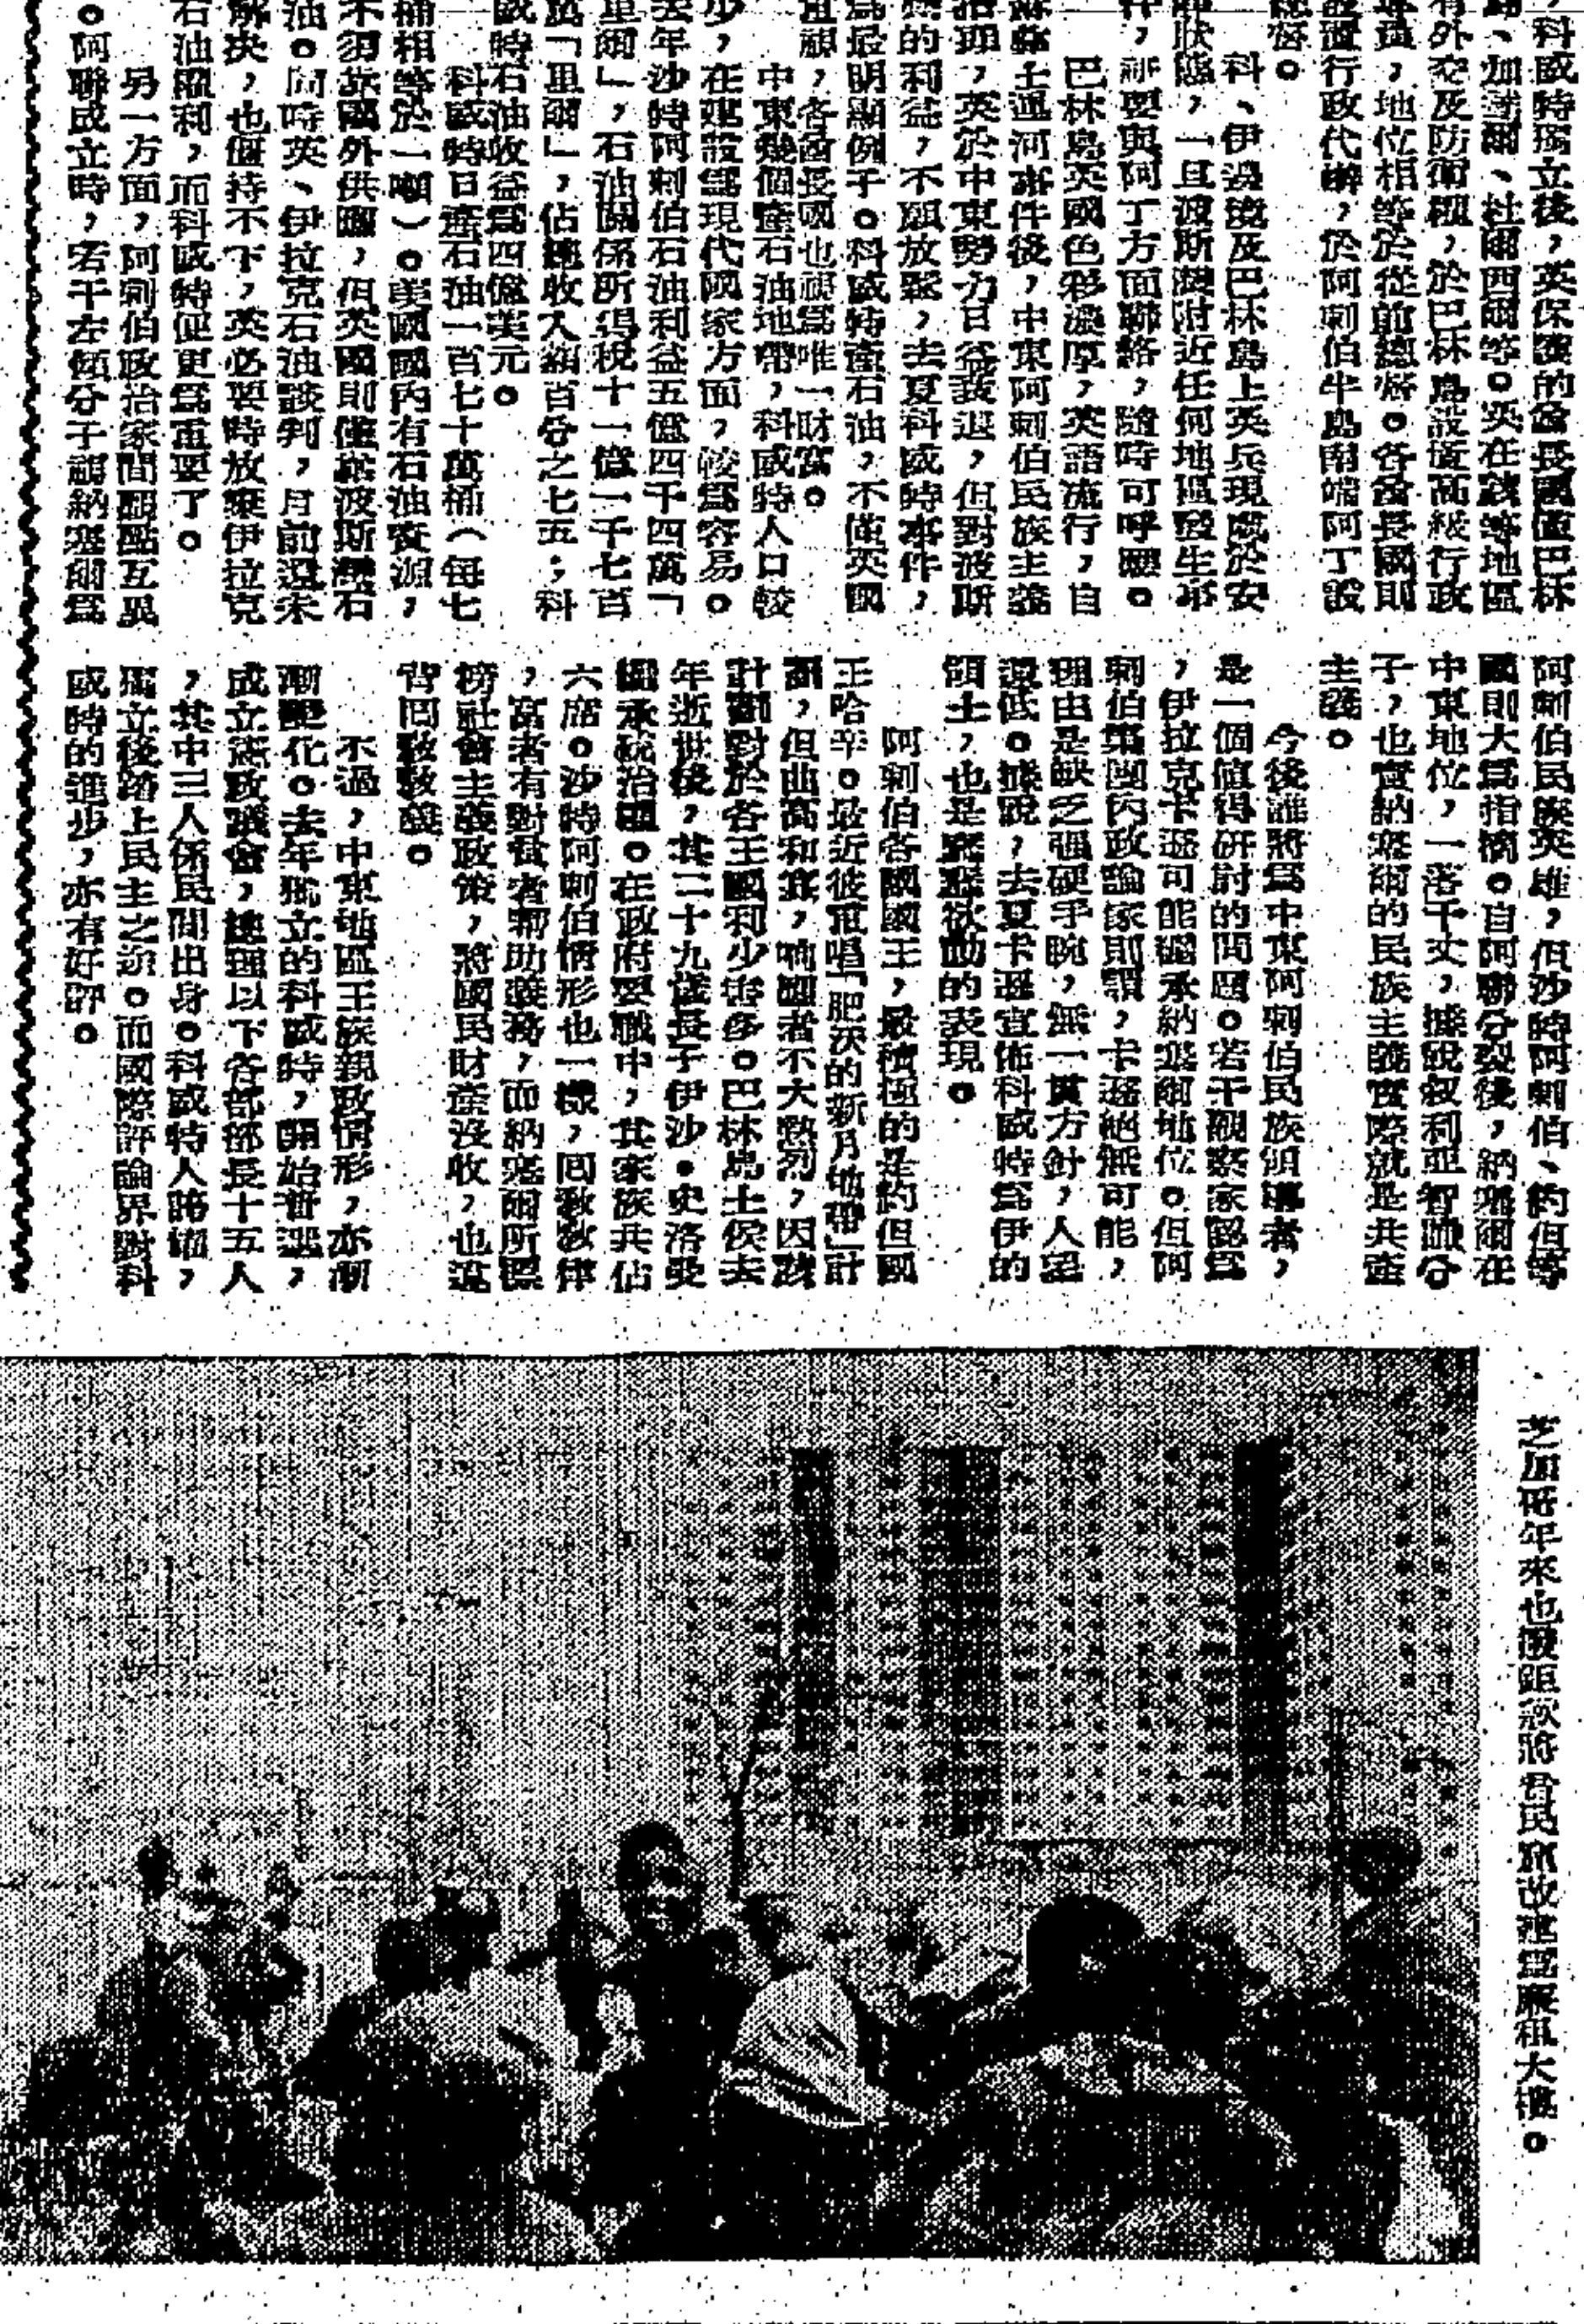 ，科威特獨立後，英保護的酋長國僅巴林
島、加塔爾、杜爾西爾等。英在該等地區
有外交及防衛權，於巴林島設置高級行政
專員，地位相等於從前總督。各酋長國則
設置行政代辦，於阿剌伯半島南端阿丁設
總督。
科、伊邊境及巴林島上英兵現處於安
靜狀態，一旦波斯灣附近任何地區發生事
件，祇要與阿丁方面聯絡，隨時可呼應。
巴林島英國色彩濃厚，英語流行，自
蘇彝士運河事件後，中東阿剌伯民族主義
抬頭，英於中東勢力日益衰退，但對波斯
灣的利益，不願放鬆，去夏科威特事件，
為最明顯例子。科威特產石油，不僅英國
重視，各酋長國也視為唯一財富。
中東幾個產石油地帶，科威特人口較
少，在建設為現代國家方面，較為容易。
去年沙特阿剌伯石油利益五億四千四萬「
里爾」，石油關係所得稅十一億一千七百
萬「里爾」，佔總收入額百分之七五；科
威特石油收益為四億美元。
科威特日產石油一百七十萬桶（每七
桶相等於一噸）。美國國內有石油資源，
不須靠國外供應，但英國則僅靠波斯灣石
油。同時英、伊拉克石油談判，月前還未
解決，也僵持不下，英必要時放棄伊拉克
石油權利，而科威特便更為重要了。
另一方面，阿剌伯政治家間觀點互異
。阿聯成立時，若干左傾分子謂納塞爾為
阿剌伯民族英雄，但沙特阿剌伯、約但等
國則大為指摘。自阿聯分裂後，納塞爾在
中東地位，一落千丈，據說叙利亞智識分
子，也責納塞爾的民族主義實際就是共產
主義。
今後誰將為中東阿剌伯民族領導者，
是一個值得研討的問題。若干觀察家認為
，伊拉克卡遜可能繼承納塞爾地位。但阿
剌伯集團內政論家則謂，卡遜絕無可能，
理由是缺乏強硬手腕，無一貫方針，人望
還低。據說，去夏卡遜宣佈科威特為伊的
領土，也是受慫慂的表現。
阿剌伯各國國王，最積極的是約但國
王哈辛。最近彼重唱「肥沃的新月地帶」計
劃，但曲高和寡，响應者不大熱烈，因該
計劃對於各王國利少害多。巴林島土侯去
年逝世後，其二十九歲長子伊沙・史洛曼
繼承統治權。在政府要職中，其家族共佔
六席。沙特阿剌伯情形也一樣，回教教律
，富者有對貧者幫助義務，而納塞爾所標
榜社會主義政策，將國民財產沒收，也違
背回教教義。
不過，中東地區王族親政情形，亦漸
漸變化。去年獨立的科威特，開始普選，
成立憲政議會，總理以下各部部長十五人
，其中三人係民間出身。科威特人踏繼，
獨立後踏上民主之途。而國際評論界對科
威特的進步，亦有好評。
芝加哥年來也撥距款將舊民房改建為廉租大樓。